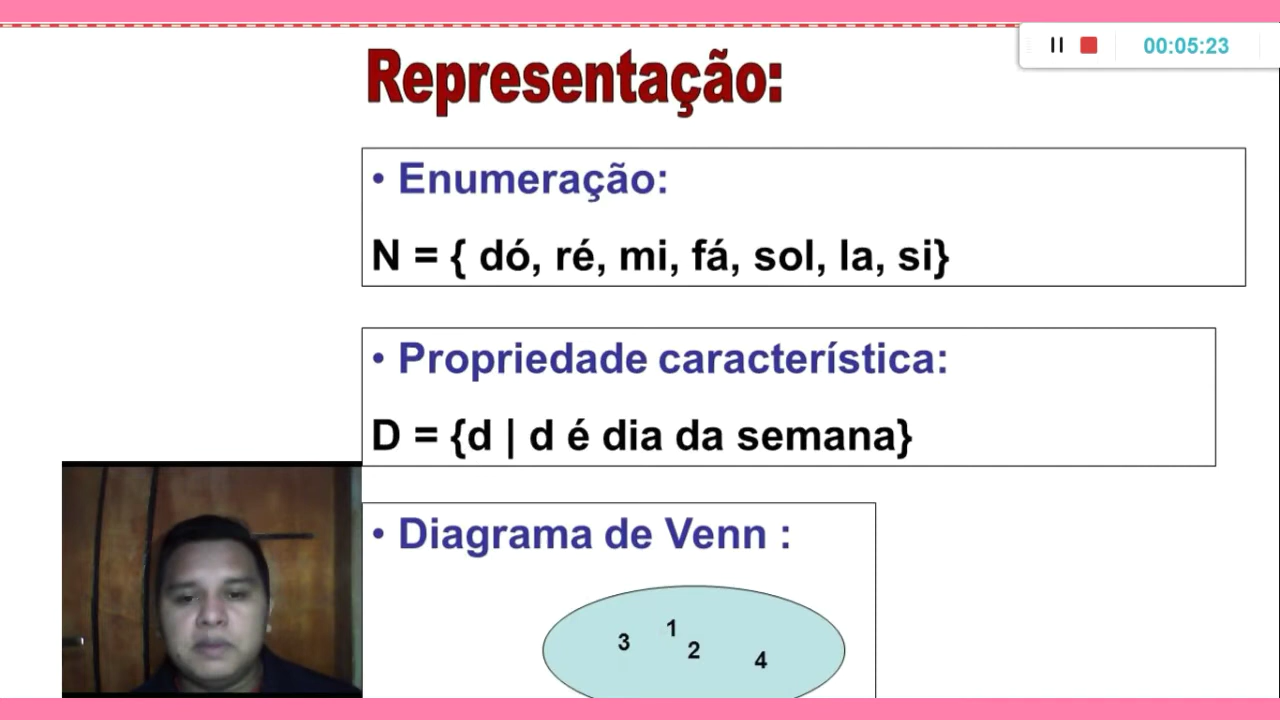 Representação:
00:05:23
• Enumeração:
N = { dó, ré, mi, fá, sol, la, si}
• Propriedade característica:
D = {d | d é dia da semana}
• Diagrama de Venn :
1
3
2
4